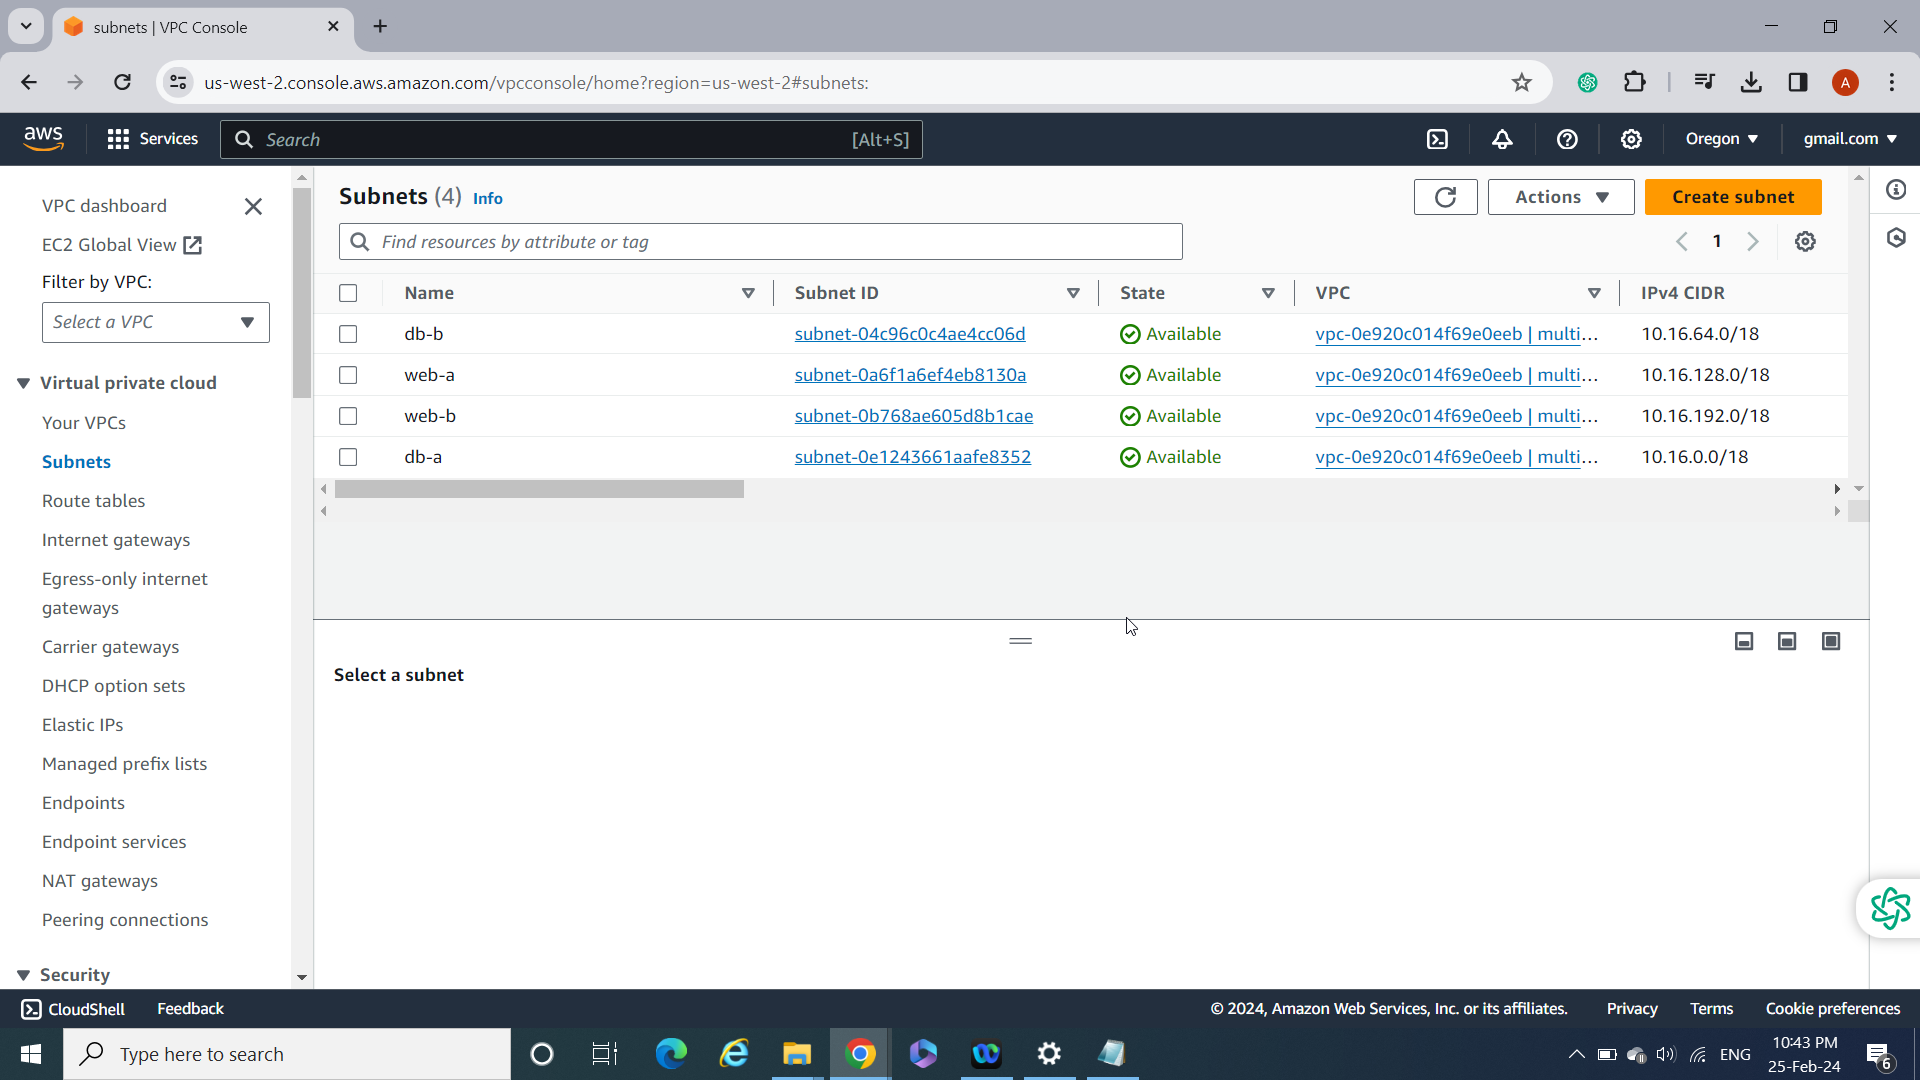 subnets | VPC Console
us-west-2.console.aws.amazon.com/vpcconsole/home?region=us-west-2#subnets:
A
aws
Services
Search
[Alt+S]
Oregon
gmail.com
VPC dashboard
EC2 Global View
Filter by VPC:
Select a VPC
Virtual private cloud
Your VPCs
Subnets
Route tables
Internet gateways
Egress-only internet
gateways
Carrier gateways
DHCP option sets
Elastic IPs
Managed prefix lists
Endpoints
Endpoint services
NAT gateways
Peering connections
Security
Subnets (4) Info
Actions
Create subnet
Find resources by attribute or tag
1
Name Subnet ID State VPC IPv4 CIDR
db-b subnet-04c96c0c4ae4cc06d Available vpc-0e920c014f69e0eeb | multi... 10.16.64.0/18
web-a subnet-0a6f1a6ef4eb8130a Available vpc-0e920c014f69e0eeb | multi... 10.16.128.0/18
web-b subnet-0b768ae605d8b1cae Available vpc-0e920c014f69e0eeb | multi... 10.16.192.0/18
db-a subnet-0e1243661aafe8352 Available vpc-0e920c014f69e0eeb | multi... 10.16.0.0/18
Select a subnet
CloudShell
Feedback
© 2024, Amazon Web Services, Inc. or its affiliates.
Privacy
Terms
Cookie preferences
Type here to search
ENG
10:43 PM
25-Feb-24
6